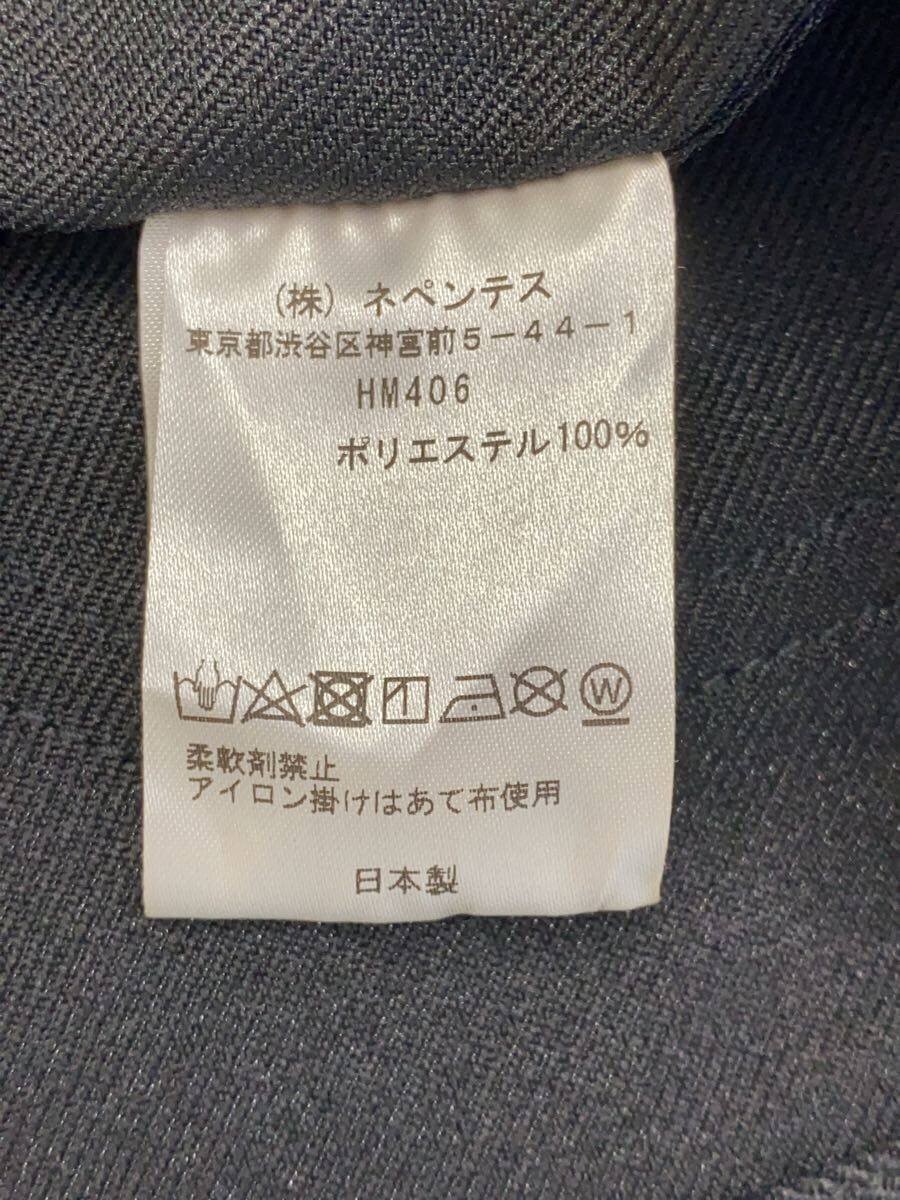 (株) ネペンテス
東京都渋谷区神宮前5-44-1
HM406
ポリエステル100%
W
柔軟剤禁止
アイロン掛けはあて布使用
日本製